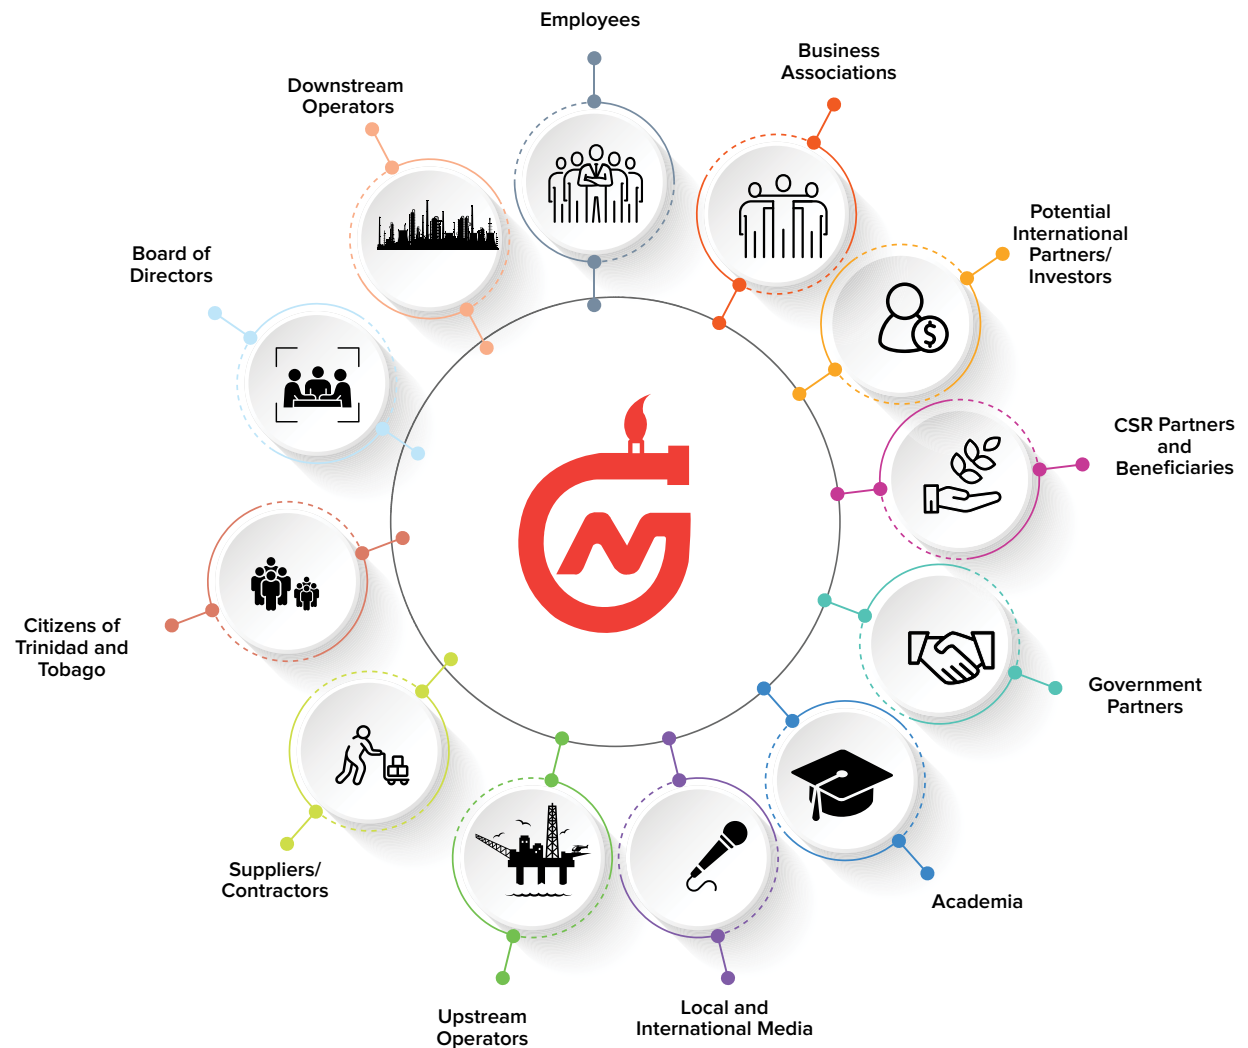 Employees
Business
Associations
Potential
International
Partners/
Investors
CSR Partners
and
Beneficiaries
Government
Partners
Academia
Local and
International Media
Upstream
Operators
Suppliers/
Contractors
Citizens of
Trinidad and
Tobago
Board of
Directors
Downstream
Operators